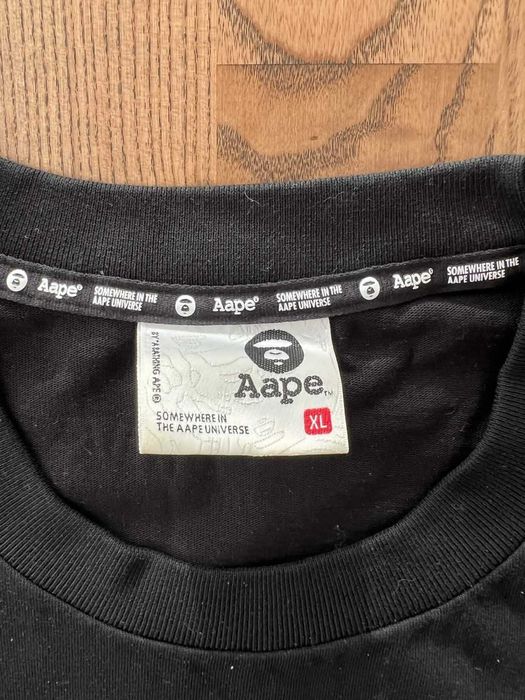 Aape®
SOMEWHERE IN THE
AAPE UNIVERSE
Aape®
SOMEWHERE IN THE
AAPE UNIVERSE
Aape®
SOMEWHERE IN THE
AAPE UNIVERSE
BY *A BATHING APE ®
Aape™
SOMEWHERE IN
THE AAPE UNIVERSE
XL